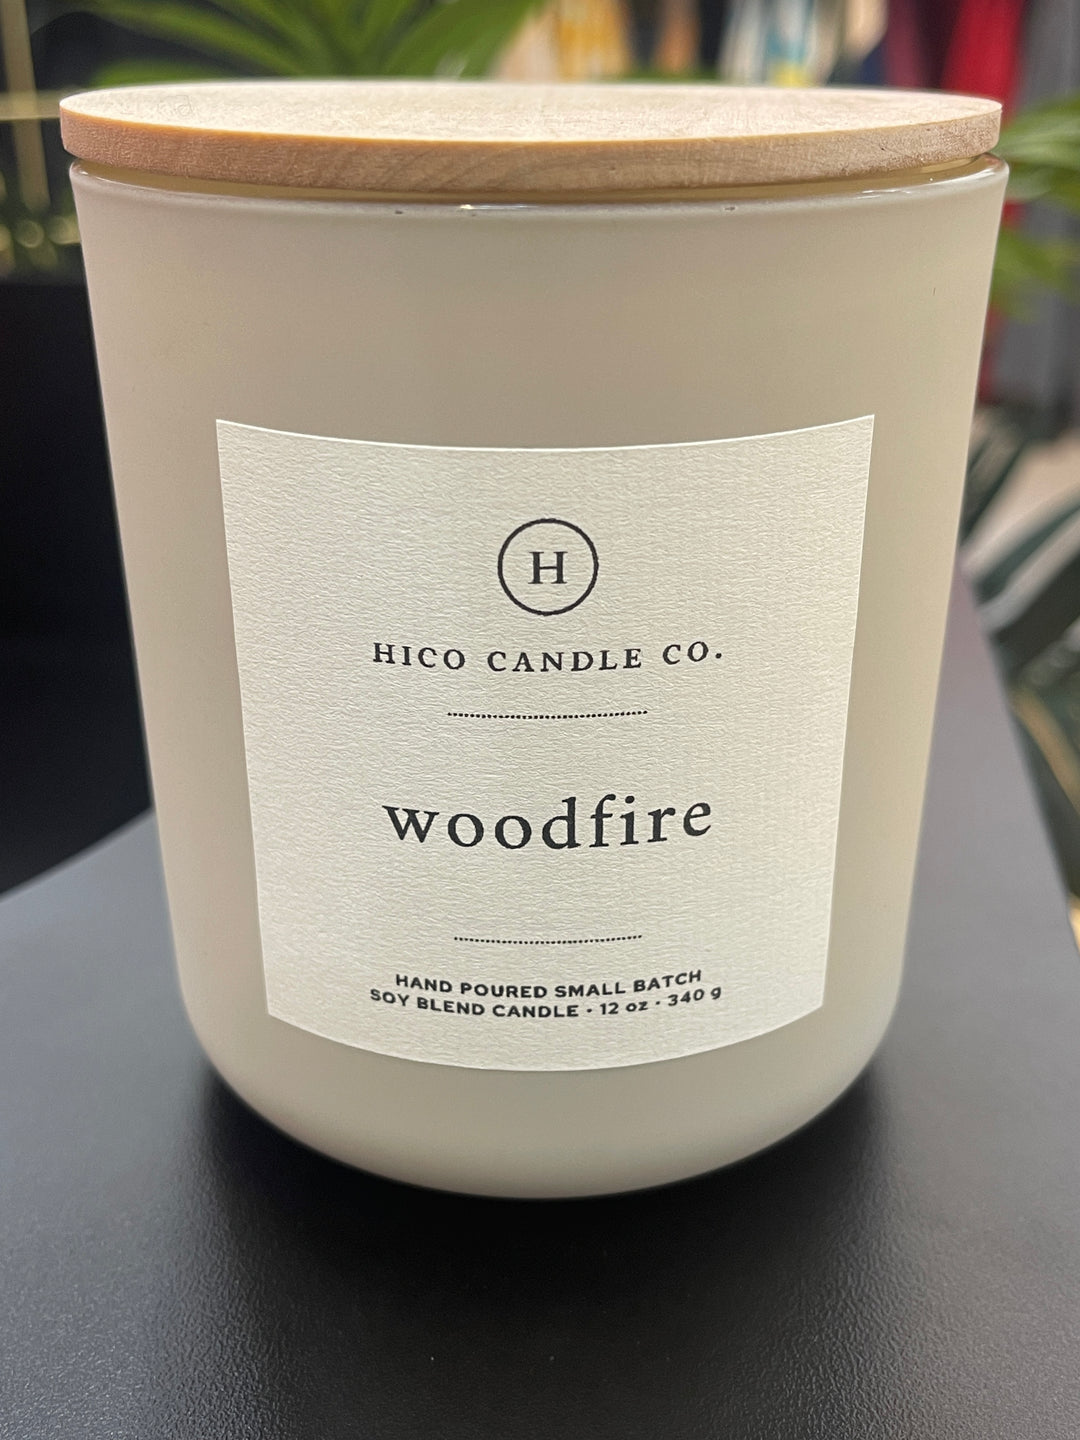 H
HICO CANDLE CO.
woodfire
HAND POURED SMALL BATCH
SOY BLEND CANDLE · 12 oz · 340 g